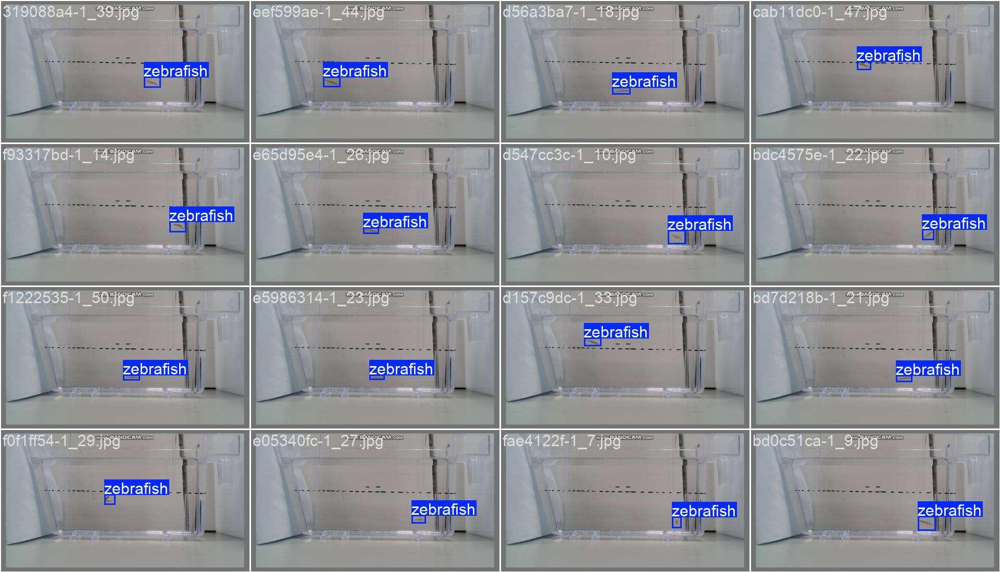 319088a4-1_39.jpg
www.BANDICAM.com
zebrafish
eef599ae-1_44.jpg
www.BANDICAM.com
zebrafish
d56a3ba7-1_18.jpg
www.BANDICAM.com
zebrafish
cab11dc0-1_47.jpg
www.BANDICAM.com
zebrafish
f93317bd-1_14.jpg
www.BANDICAM.com
zebrafish
e65d95e4-1_26.jpg
www.BANDICAM.com
zebrafish
d547cc3c-1_10.jpg
www.BANDICAM.com
zebrafish
bdc4575e-1_22.jpg
www.BANDICAM.com
zebrafish
f1222535-1_50.jpg
www.BANDICAM.com
zebrafish
e5986314-1_23.jpg
www.BANDICAM.com
zebrafish
d157c9dc-1_33.jpg
www.BANDICAM.com
zebrafish
bd7d218b-1_21.jpg
www.BANDICAM.com
zebrafish
f0f1ff54-1_29.jpg
www.BANDICAM.com
zebrafish
e05340fc-1_27.jpg
www.BANDICAM.com
zebrafish
fae4122f-1_7.jpg
www.BANDICAM.com
zebrafish
bd0c51ca-1_9.jpg
www.BANDICAM.com
zebrafish